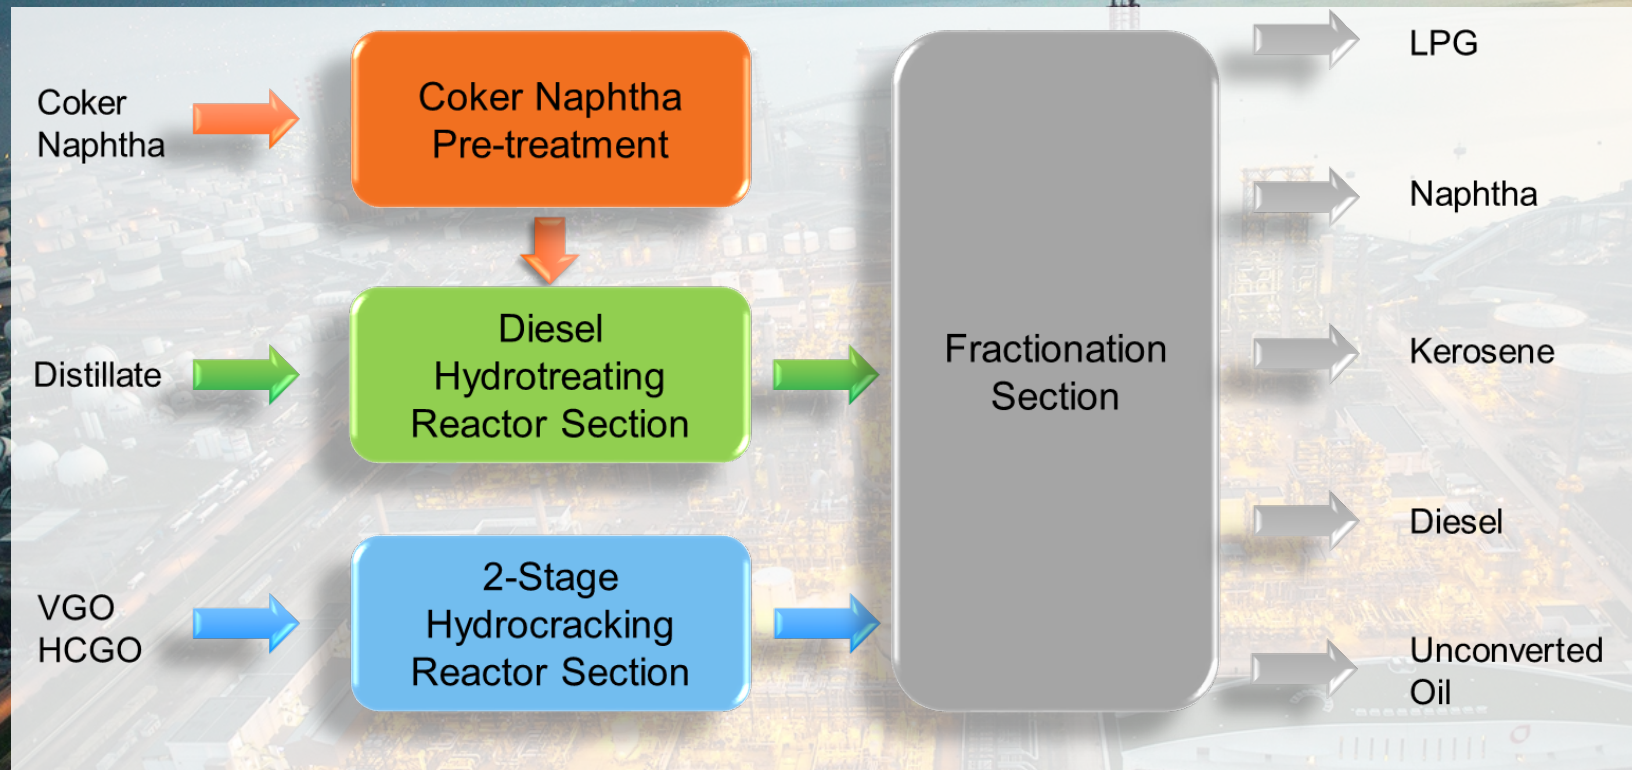 Coker
Naphtha
Coker Naphtha
Pre-treatment
Distillate
Diesel
Hydrotreating
Reactor Section
VGO
HCGO
2-Stage
Hydrocracking
Reactor Section
Fractionation
Section
LPG
Naphtha
Kerosene
Diesel
Unconverted
Oil